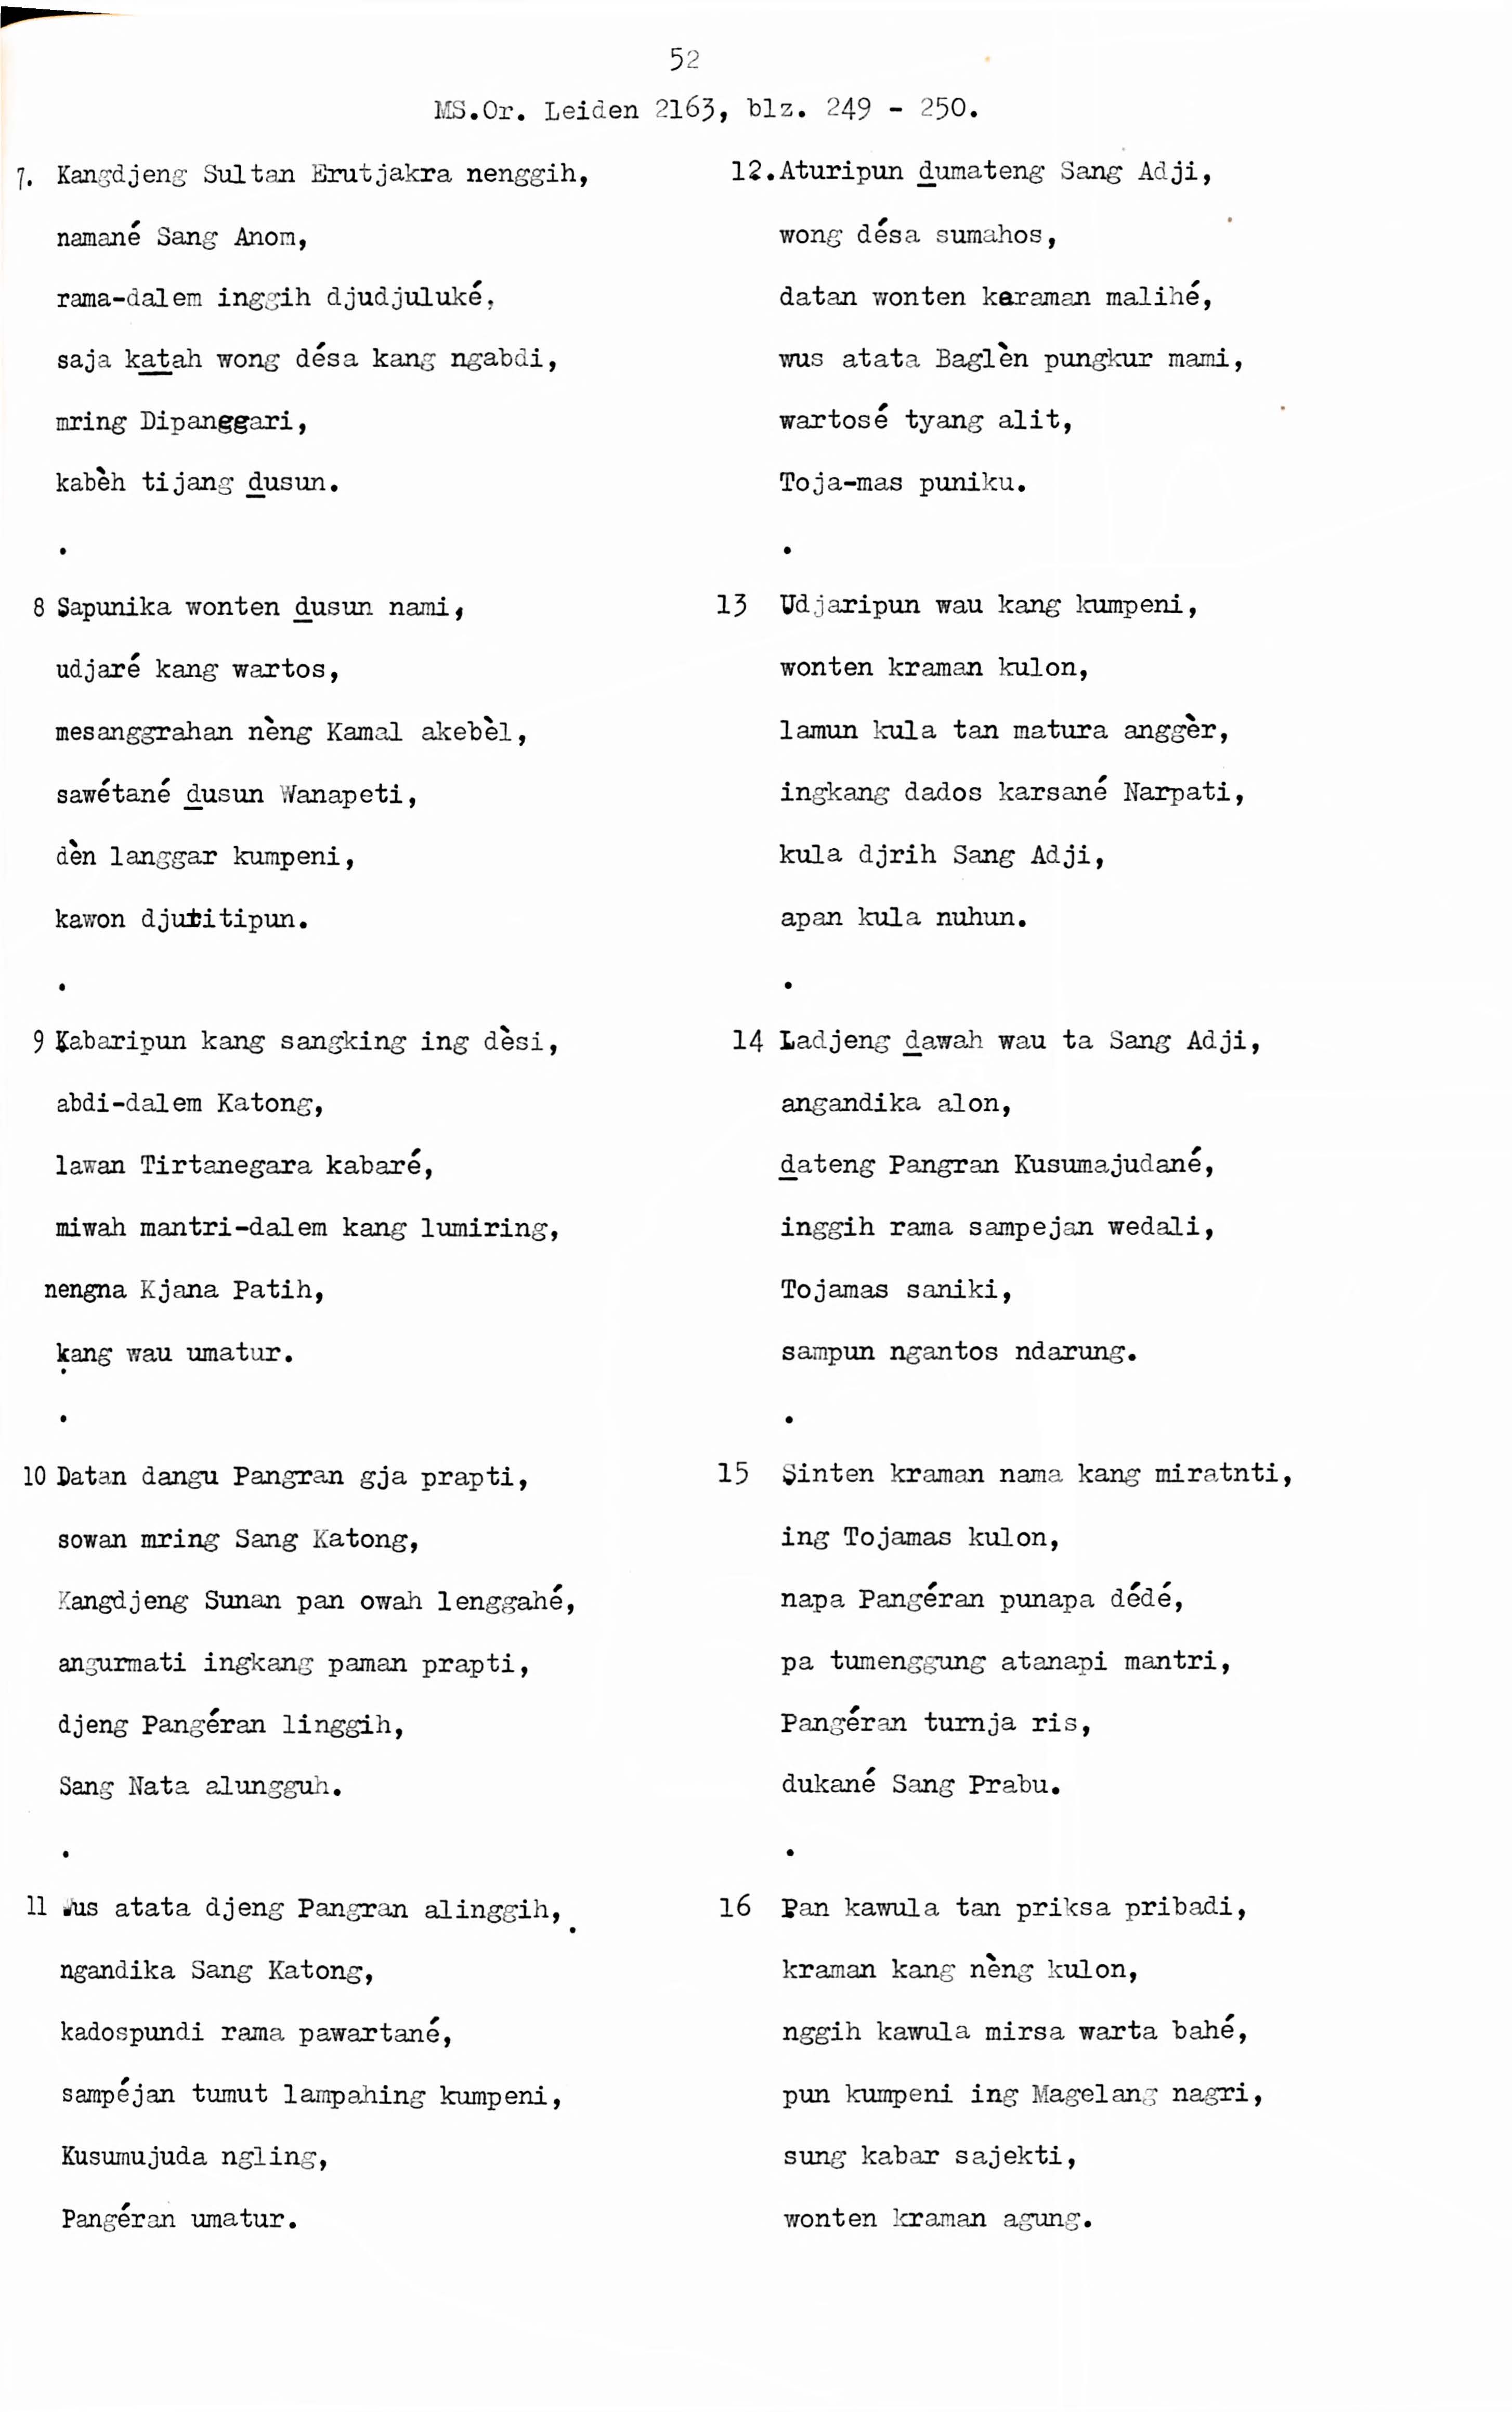 52
MS.Or. Leiden 2163, blz. 249 - 250.
7. Kangdjeng Sultan Erutjakra nenggih,
namané Sang Anom,
rama-dalem inggih djudjuluké,
saja katah wong désa kang ngabdi,
mring Dipanggari,
kabèh tijang dusun.
.
8 Sapunika wonten dusun nami,
udjaré kang wartos,
mesanggrahan nèng Kamal akebèl,
sawétané dusun Wanapeti,
dèn langgar kumpeni,
kawon djutitipun.
.
9 Kabaripun kang sangking ing dèsi,
abdi-dalem Katong,
lawan Tirtanegara kabaré,
miwah mantri-dalem kang lumiring,
nengna Kjana Patih,
kang wau umatur.
.
10 Datan dangu Pangran gja prapti,
sowan mring Sang Katong,
Kangdjeng Sunan pan owah lenggahé,
angurmati ingkang paman prapti,
djeng Pangéran linggih,
Sang Nata alungguh.
.
11 Wus atata djeng Pangran alinggih,
ngandika Sang Katong,
kadospundi rama pawartané,
sampéjan tumut lampahing kumpeni,
Kusumujuda ngling,
Pangéran umatur.
12. Aturipun dumateng Sang Adji,
wong désa sumahos,
datan wonten karaman malihé,
wus atata Baglèn pungkur mami,
wartosé tyang alit,
Toja-mas puniku.
.
13 Udjaripun wau kang kumpeni,
wonten kraman kulon,
lamun kula tan matura anggèr,
ingkang dados karsané Narpati,
kula djrih Sang Adji,
apan kula nuhun.
.
14 Ladjeng dawah wau ta Sang Adji,
angandika alon,
dateng Pangran Kusumajudané,
inggih rama sampejan wedali,
Tojamas saniki,
sampun ngantos ndarung.
.
15 Sinten kraman nama kang miratnti,
ing Tojamas kulon,
napa Pangéran punapa dédé,
pa tumenggung atanapi mantri,
Pangéran turnja ris,
dukané Sang Prabu.
.
16 Pan kawula tan priksa pribadi,
kraman kang nèng kulon,
nggih kawula mirsa warta bahé,
pun kumpeni ing Magelang nagri,
sung kabar sajekti,
wonten kraman agung.